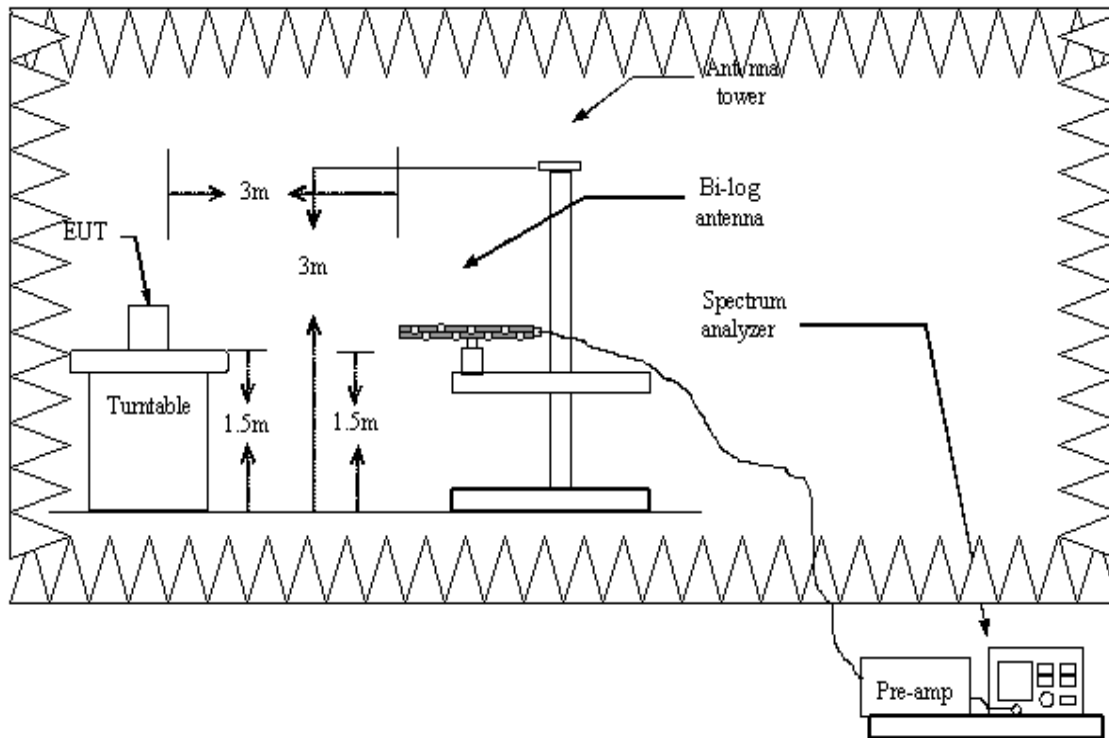 Antenna
tower
3m
Bi-log
antenna
EUT
3m
Spectrum
analyzer
Turntable
1.5m
1.5m
Pre-amp